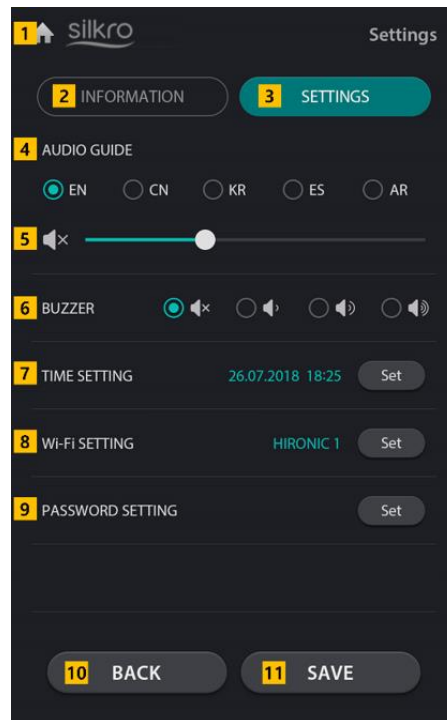 1 silkro Settings
2 INFORMATION 3 SETTINGS
4 AUDIO GUIDE
EN CN KR ES AR
5
6 BUZZER
7 TIME SETTING 26.07.2018 18:25 Set
8 Wi-Fi SETTING HIRONIC 1 Set
9 PASSWORD SETTING Set
10 BACK 11 SAVE